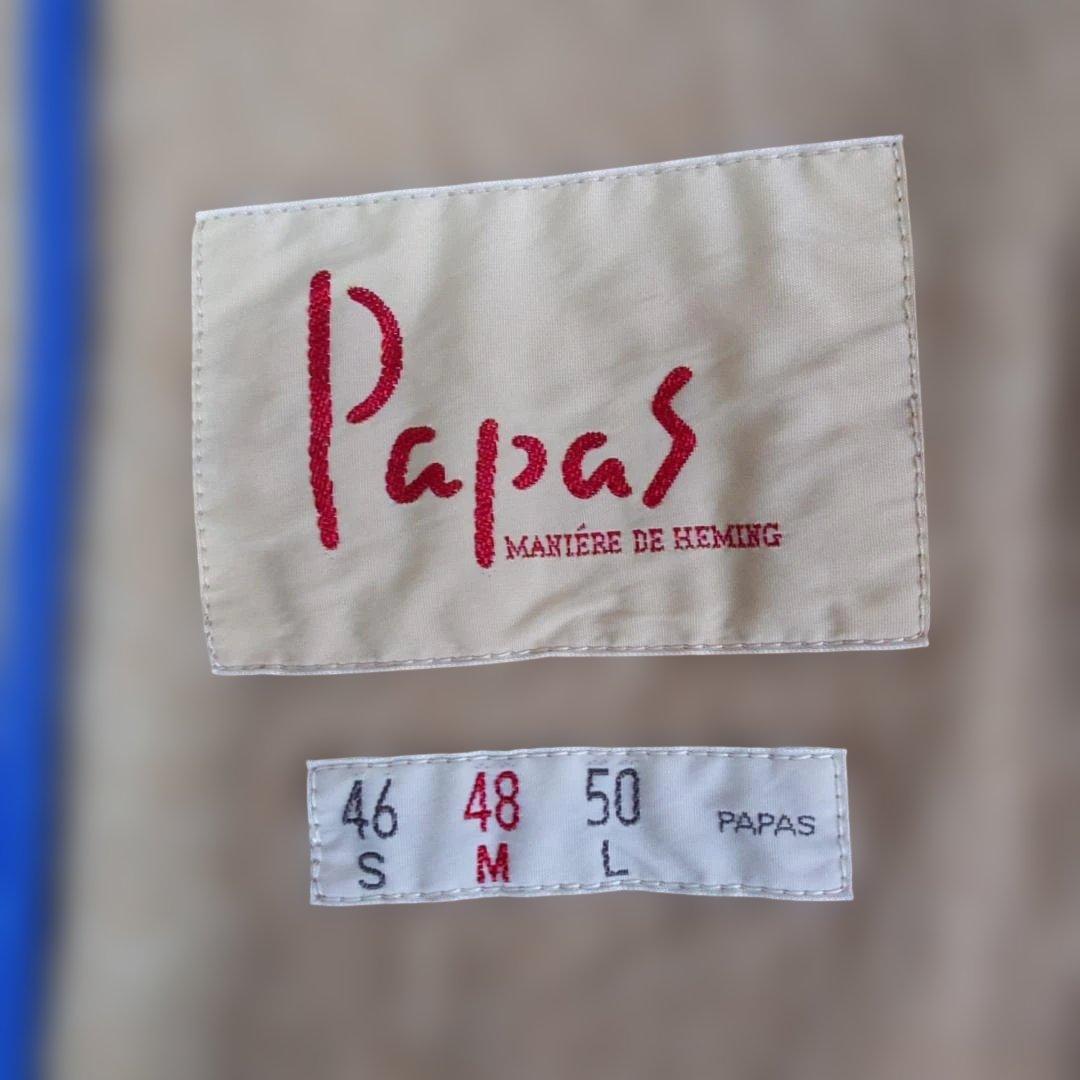 Papas
MANIÉRE DE HEMING
46 48 50 PAPAS
S M L